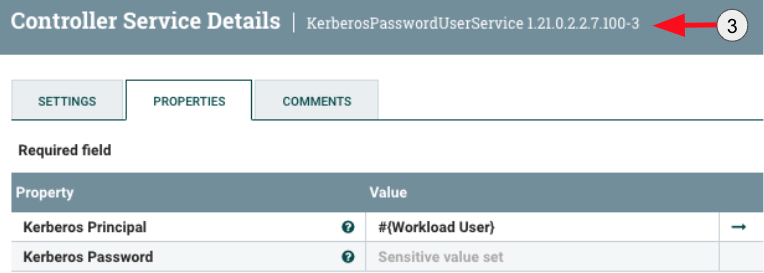 Controller Service Details | KerberosPasswordUserService 1.21.0.2.2.7.100-3 3
SETTINGS PROPERTIES COMMENTS
Required field
Property Value
Kerberos Principal ? #{Workload User}
Kerberos Password ? Sensitive value set